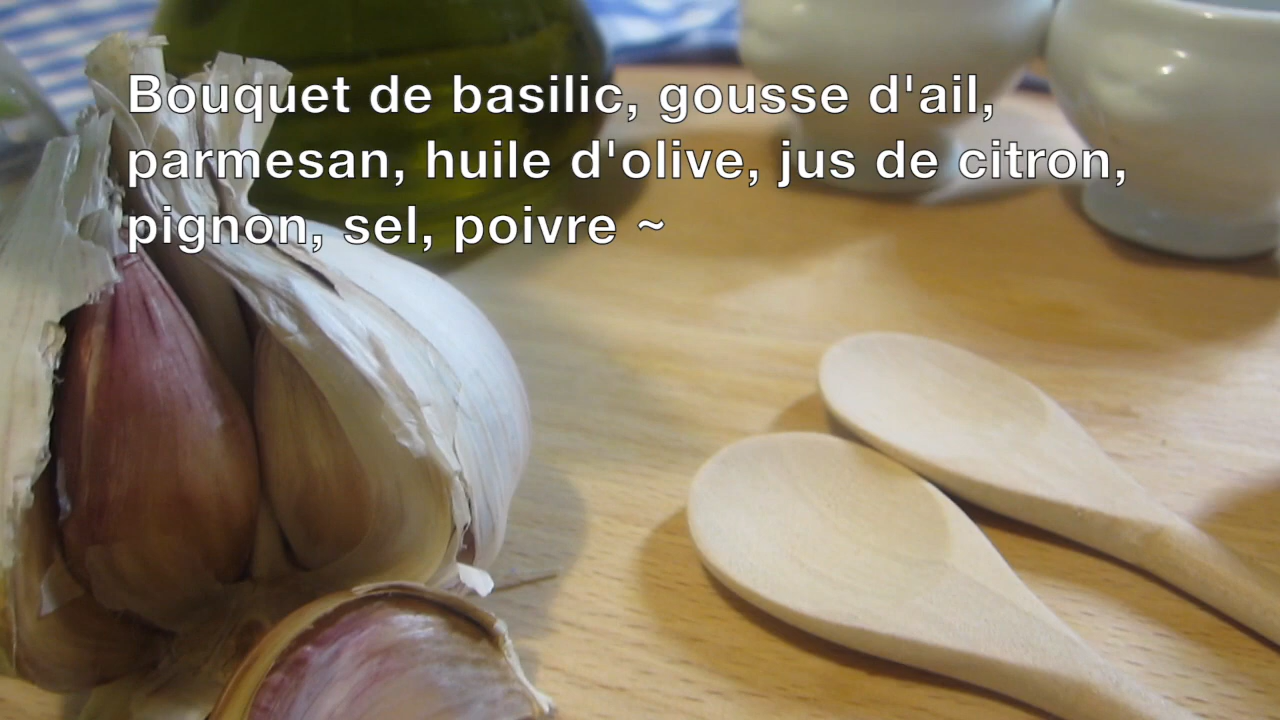 Bouquet de basilic, gousse d'ail,
parmesan, huile d'olive, jus de citron,
pignon, sel, poivre ~